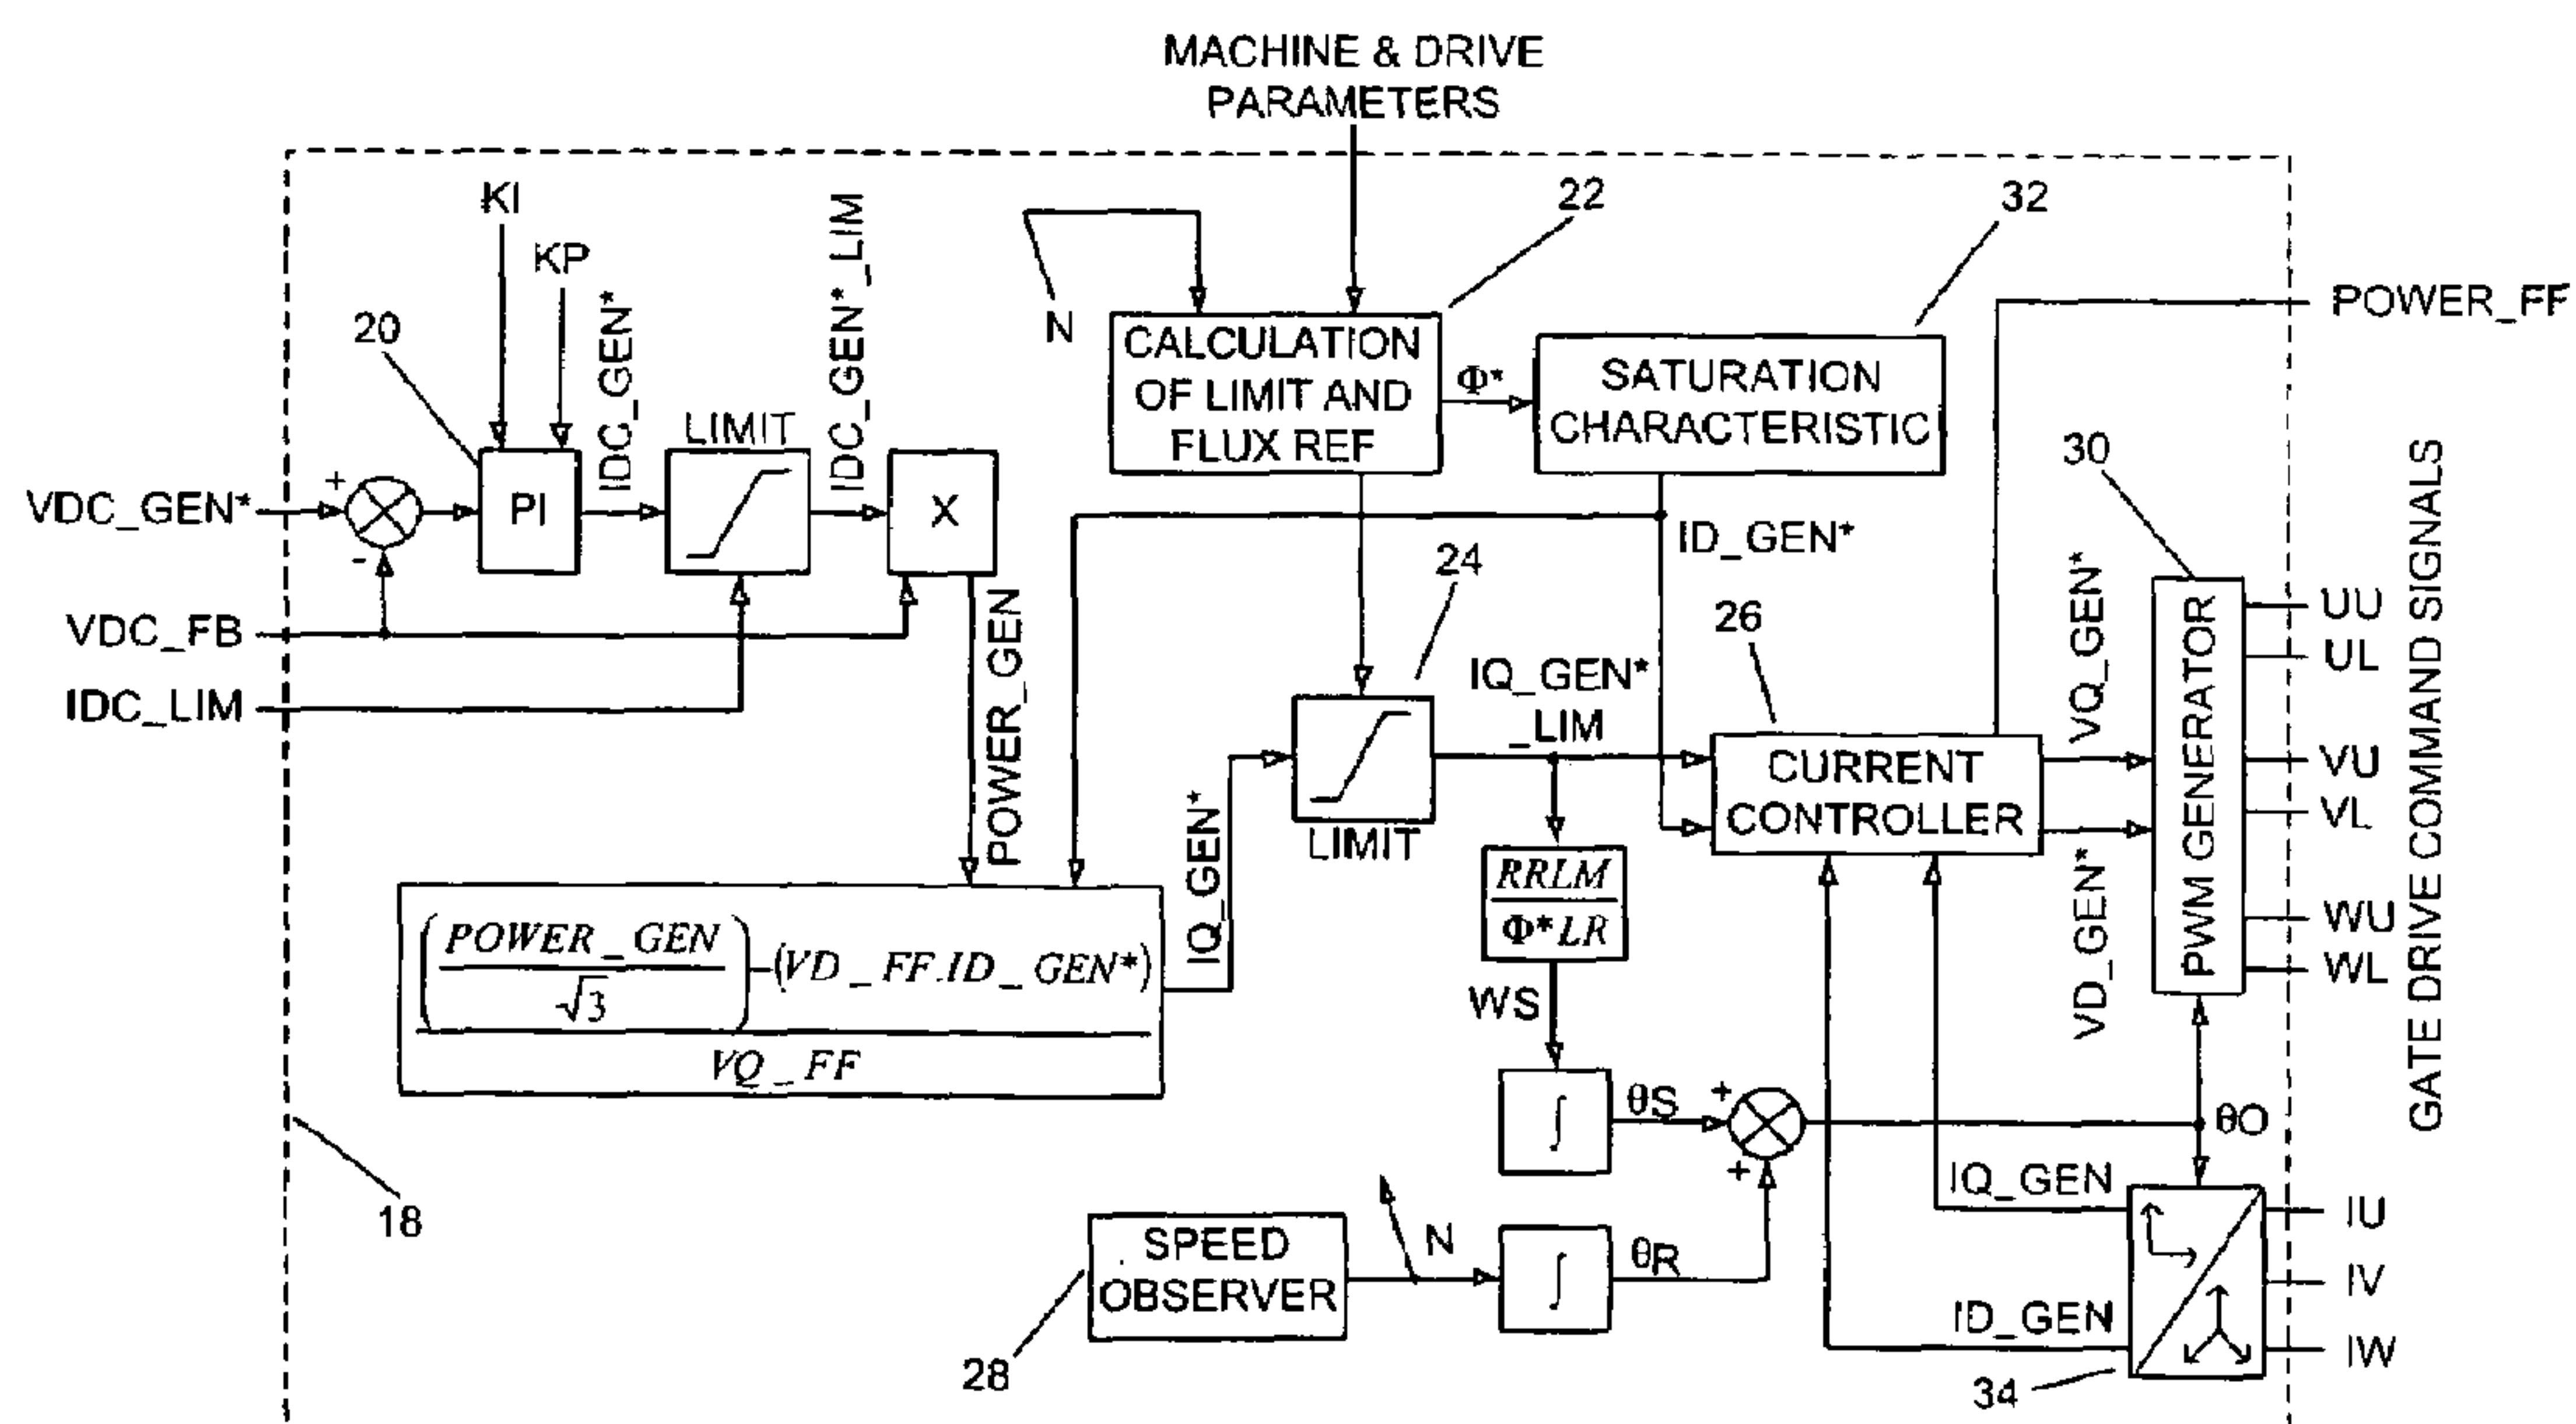 MACHINE & DRIVE
PARAMETERS
KI
KP
IDC_GEN*
IDC_GEN*_LIM
N
22
32
20
CALCULATION
OF LIMIT AND
FLUX REF
Φ*
SATURATION
CHARACTERISTIC
POWER_FF
LIMIT
VDC_GEN*
+
-
PI
X
ID_GEN*
VDC_FB
IDC_LIM
POWER_GEN
24
IQ_GEN*
_LIM
LIMIT
26
CURRENT
CONTROLLER
VQ_GEN*
VD_GEN*
30
PWM GENERATOR
UU
UL
VU
VL
WU
WL
GATE DRIVE COMMAND SIGNALS
(POWER_GEN
√3)
-(VD_FF.ID_GEN*)
VQ_FF
IQ_GEN*
RRLM
Φ*LR
WS
∫
θS
+
+
θO
18
SPEED
OBSERVER
28
N
∫
θR
IQ_GEN
ID_GEN
IU
IV
IW
34